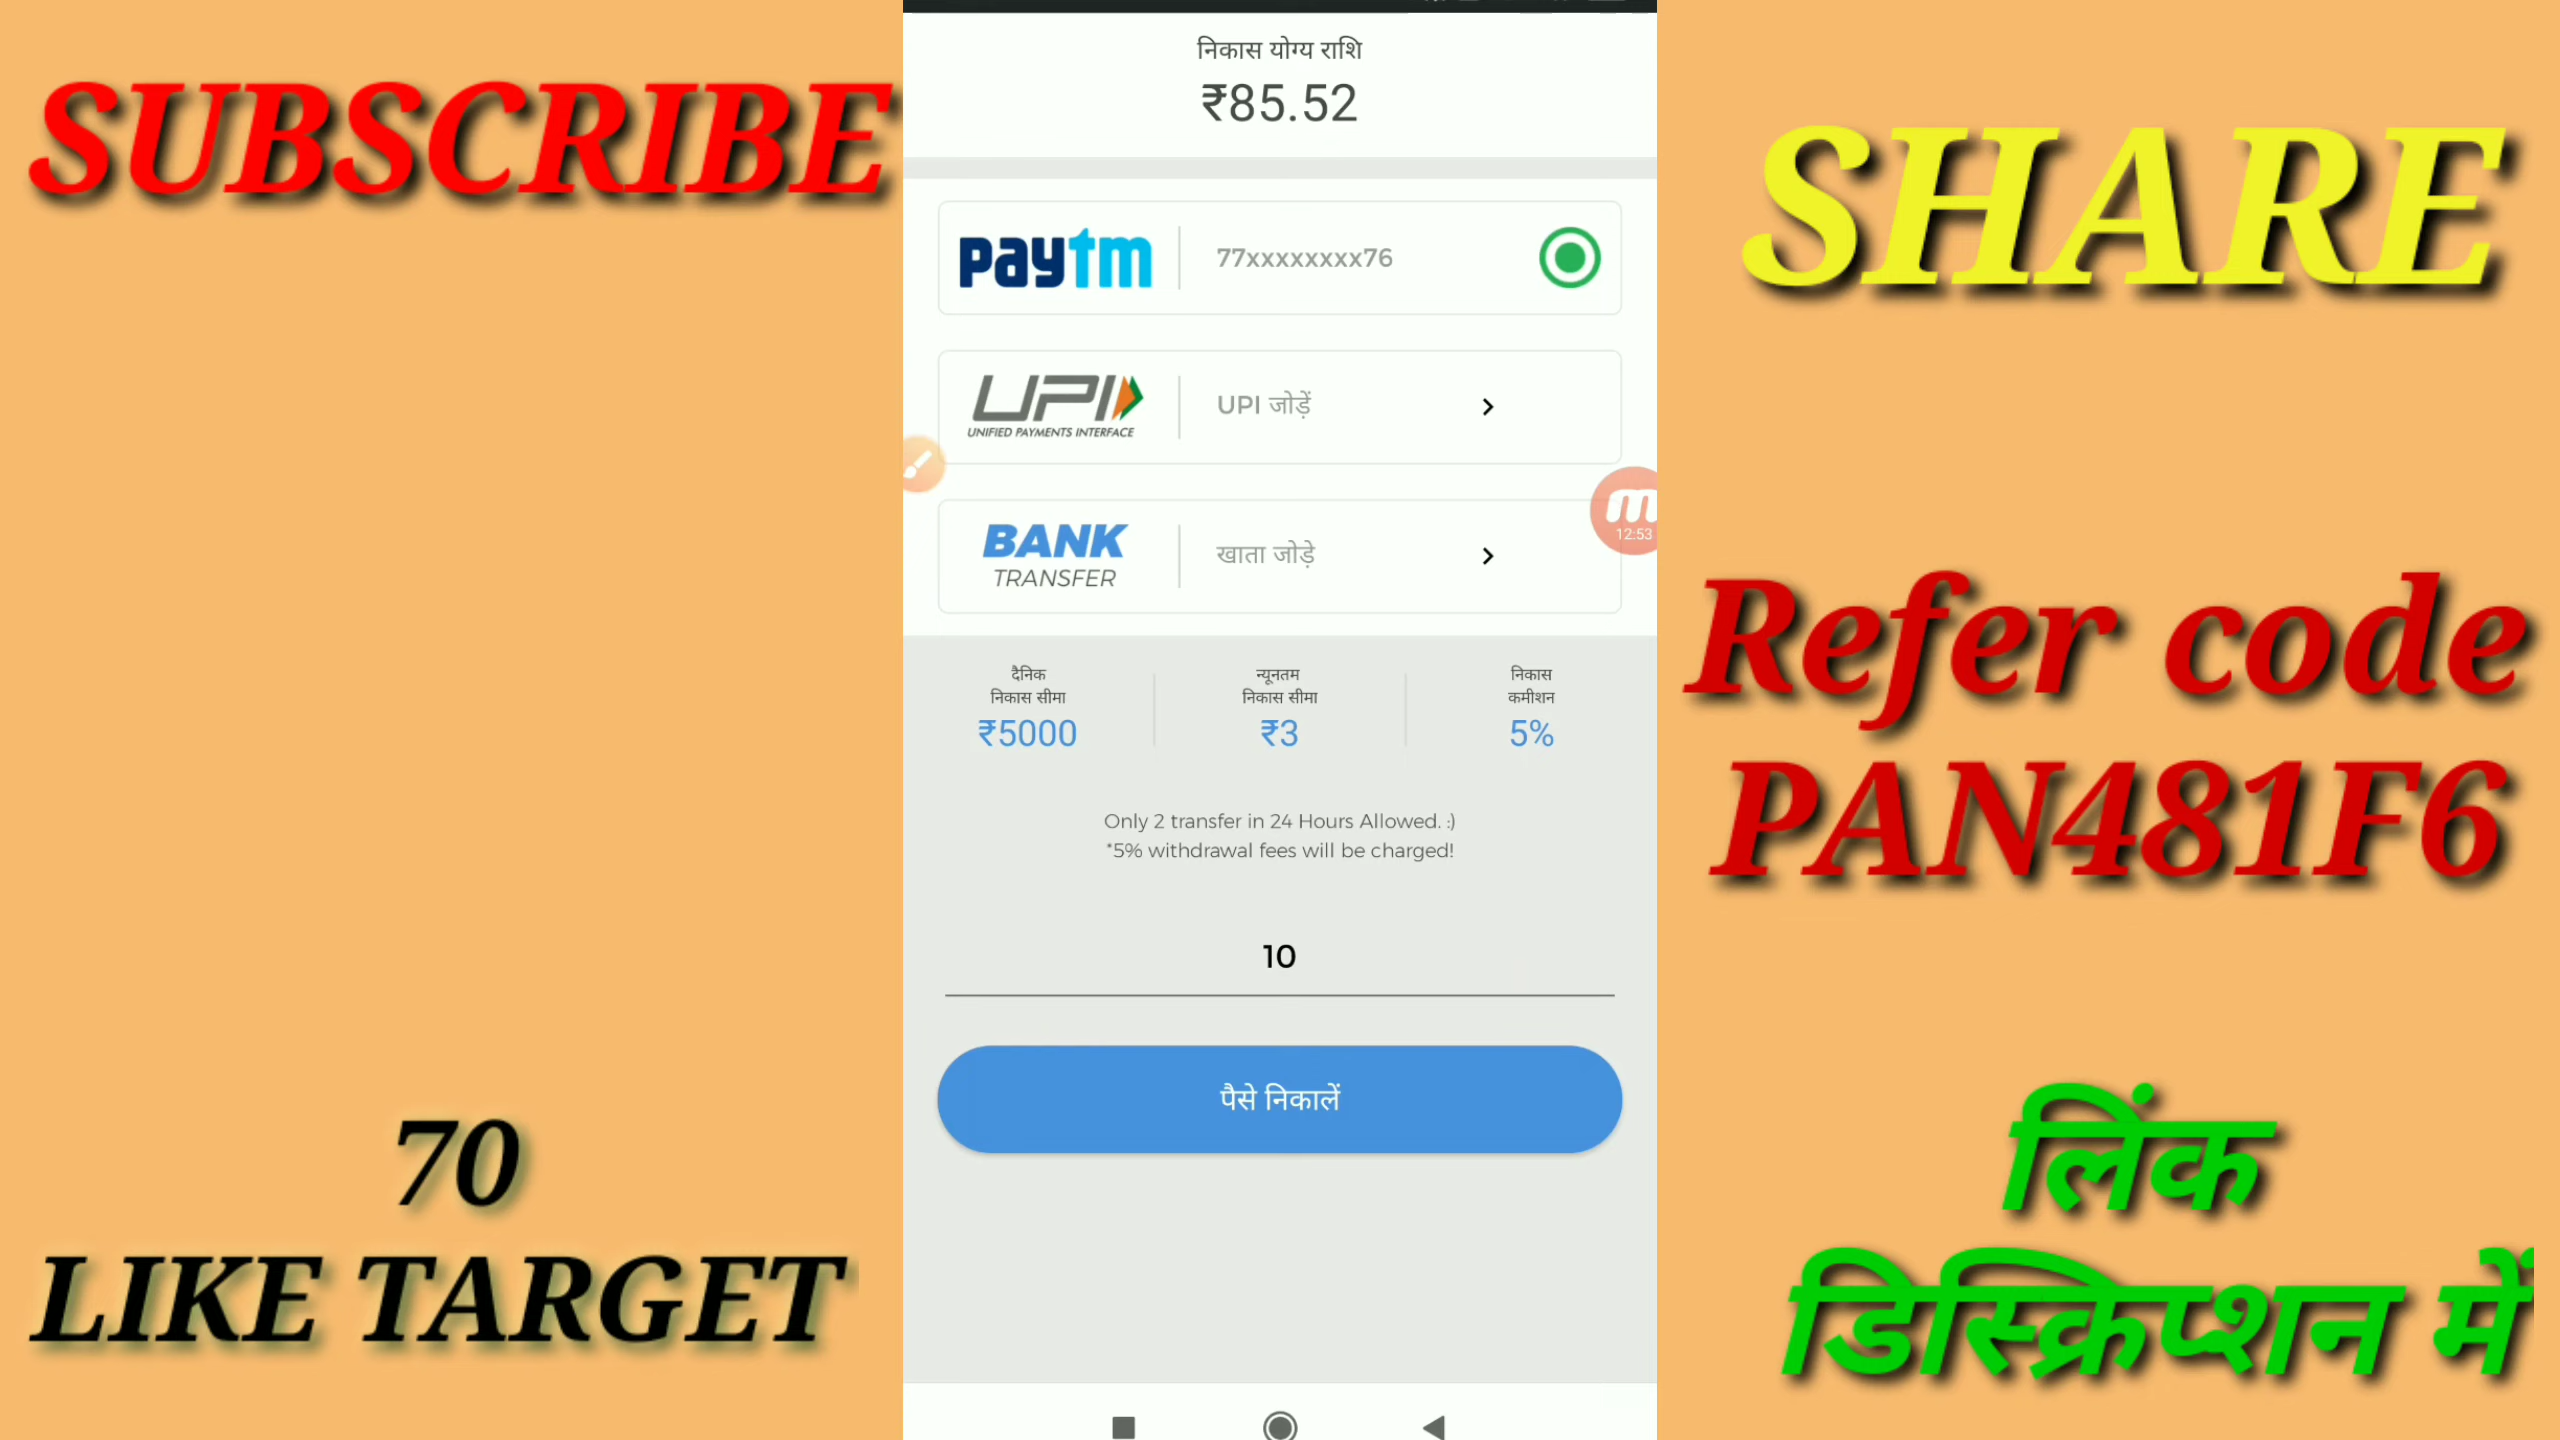 SUBSCRIBE
70
LIKE TARGET
निकास योग्य राशि
₹85.52
paytm
77xxxxxxxx76
UPI
UNIFIED PAYMENTS INTERFACE
UPI जोड़ें
BANK
TRANSFER
खाता जोड़े
12:53
दैनिक
निकास सीमा
₹5000
न्यूनतम
निकास सीमा
₹3
निकास
कमीशन
5%
Only 2 transfer in 24 Hours Allowed. :)
*5% withdrawal fees will be charged!
10
पैसे निकालें
SHARE
Refer code
PAN481F6
लिंक
डिस्क्रिप्शन में